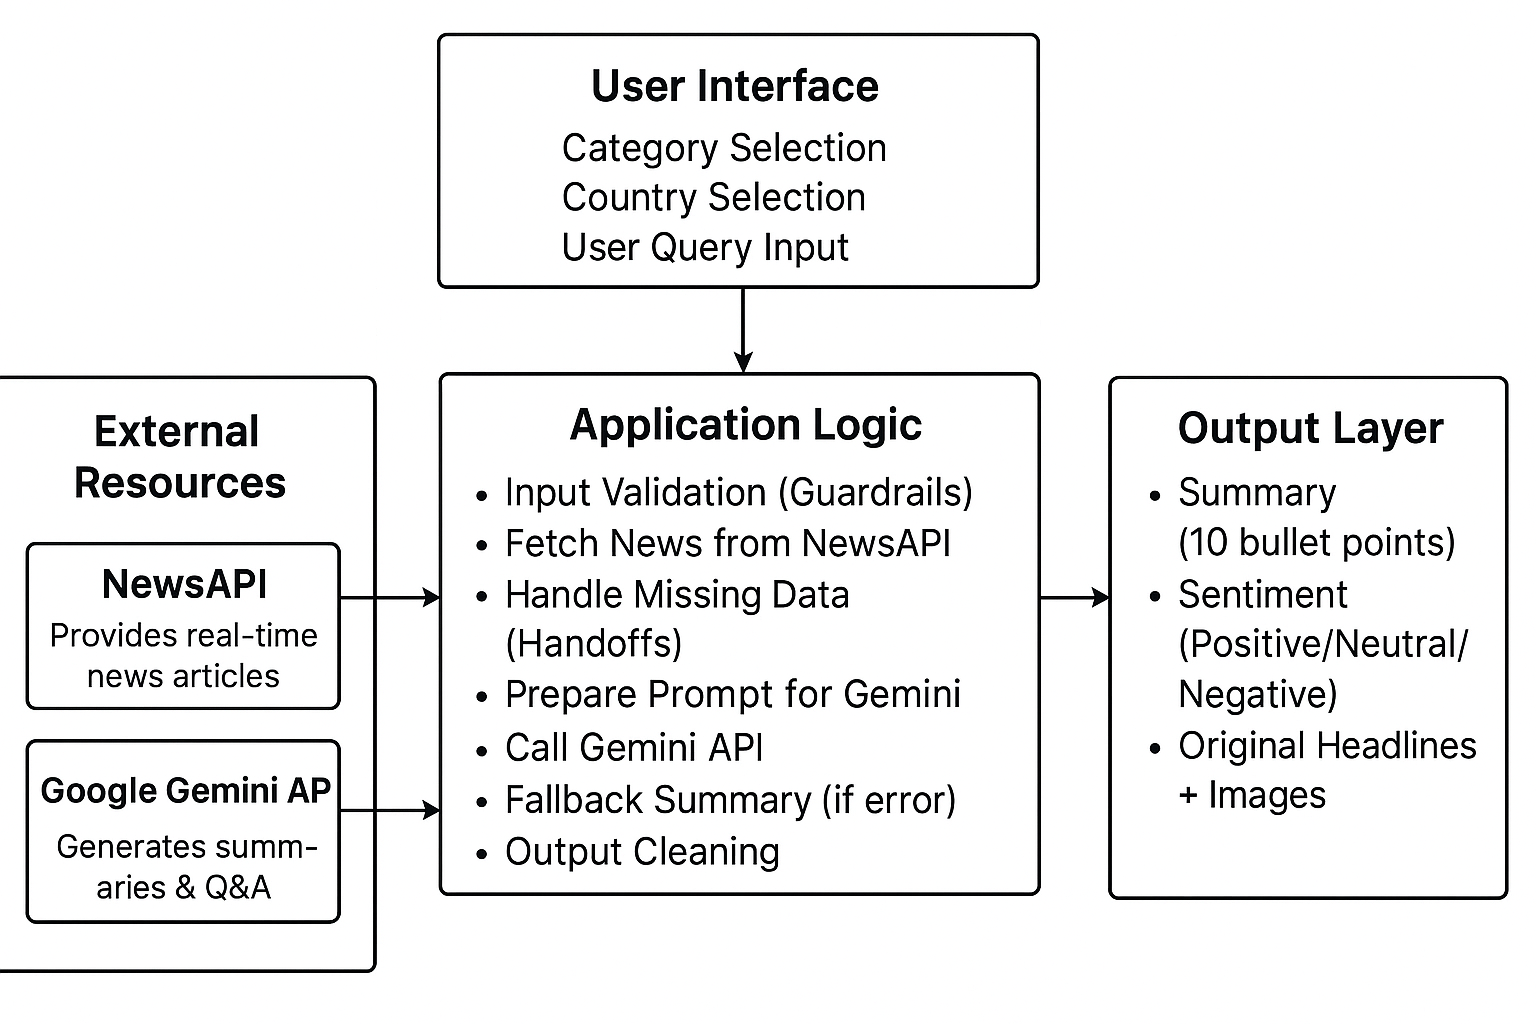 User Interface
Category Selection
Country Selection
User Query Input
External
Resources
NewsAPI
Provides real-time
news articles
Google Gemini AP
Generates summ-
aries & Q&A
Application Logic
• Input Validation (Guardrails)
• Fetch News from NewsAPI
• Handle Missing Data
(Handoffs)
• Prepare Prompt for Gemini
• Call Gemini API
• Fallback Summary (if error)
• Output Cleaning
Output Layer
• Summary
(10 bullet points)
• Sentiment
(Positive/Neutral/
Negative)
• Original Headlines
+ Images